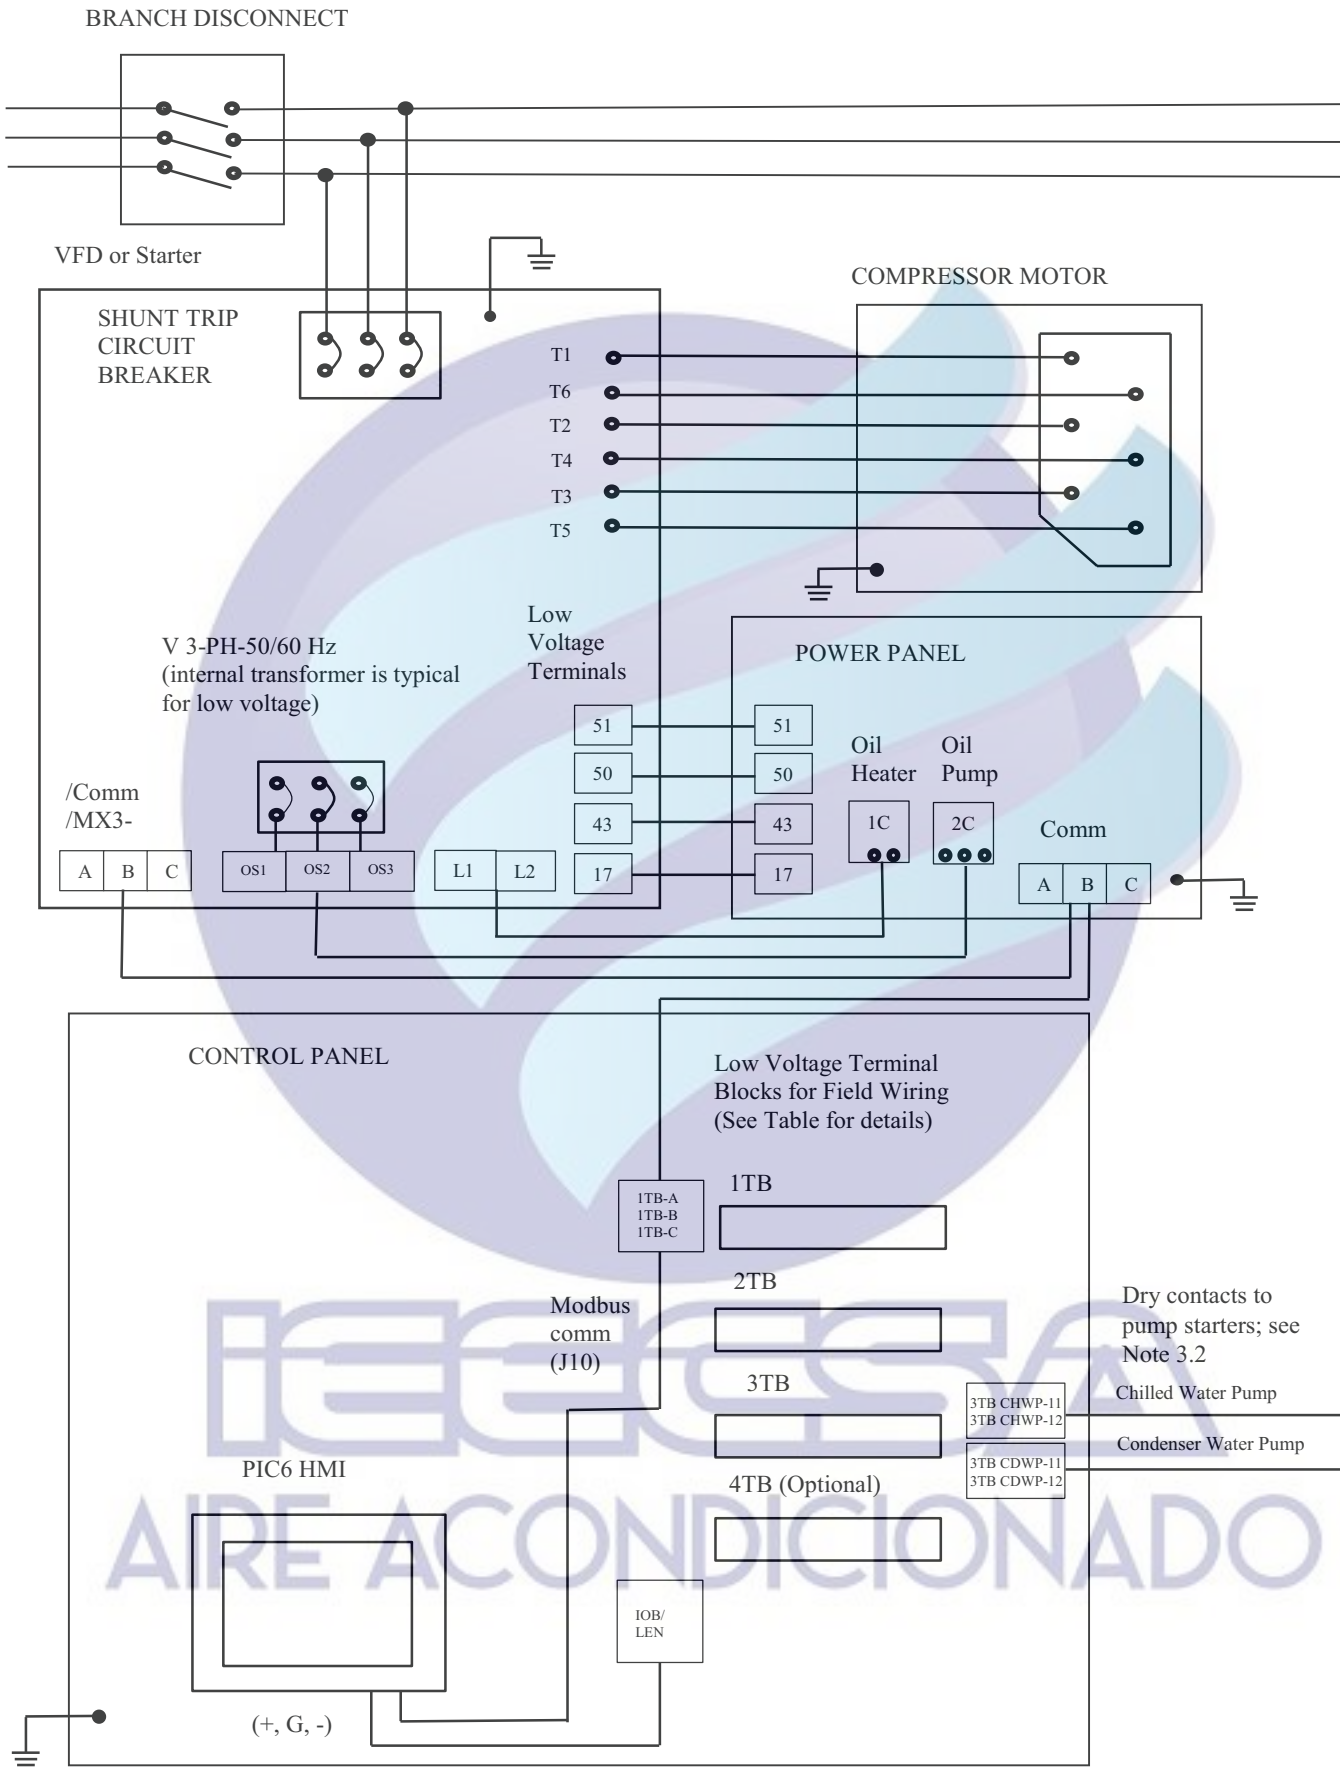 BRANCH DISCONNECT
VFD or Starter
SHUNT TRIP
CIRCUIT
BREAKER
COMPRESSOR MOTOR
T1
T6
T2
T4
T3
T5
Low
Voltage
Terminals
V 3-PH-50/60 Hz
(internal transformer is typical
for low voltage)
POWER PANEL
51
50
43
17
51
50
43
17
Oil
Heater
Oil
Pump
1C
2C
Comm
A B C
/Comm
/MX3-
A B C
OS1 OS2 OS3
L1 L2
CONTROL PANEL
Low Voltage Terminal
Blocks for Field Wiring
(See Table for details)
1TB-A
1TB-B
1TB-C
1TB
2TB
Modbus
comm
(J10)
3TB
4TB (Optional)
Dry contacts to
pump starters; see
Note 3.2
Chilled Water Pump
3TB CHWP-11
3TB CHWP-12
Condenser Water Pump
3TB CDWP-11
3TB CDWP-12
PIC6 HMI
IOB/
LEN
(+, G, -)
iEECSA
AIRE ACONDICIONADO